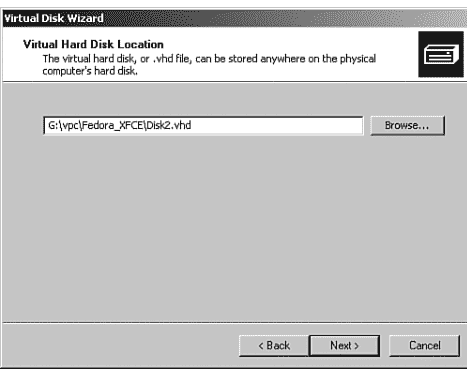 Virtual Disk Wizard
Virtual Hard Disk Location
The virtual hard disk, or .vhd file, can be stored anywhere on the physical
computer's hard disk.
G:\vpc\Fedora_XFCE\Disk2.vhd
Browse...
< Back
Next >
Cancel